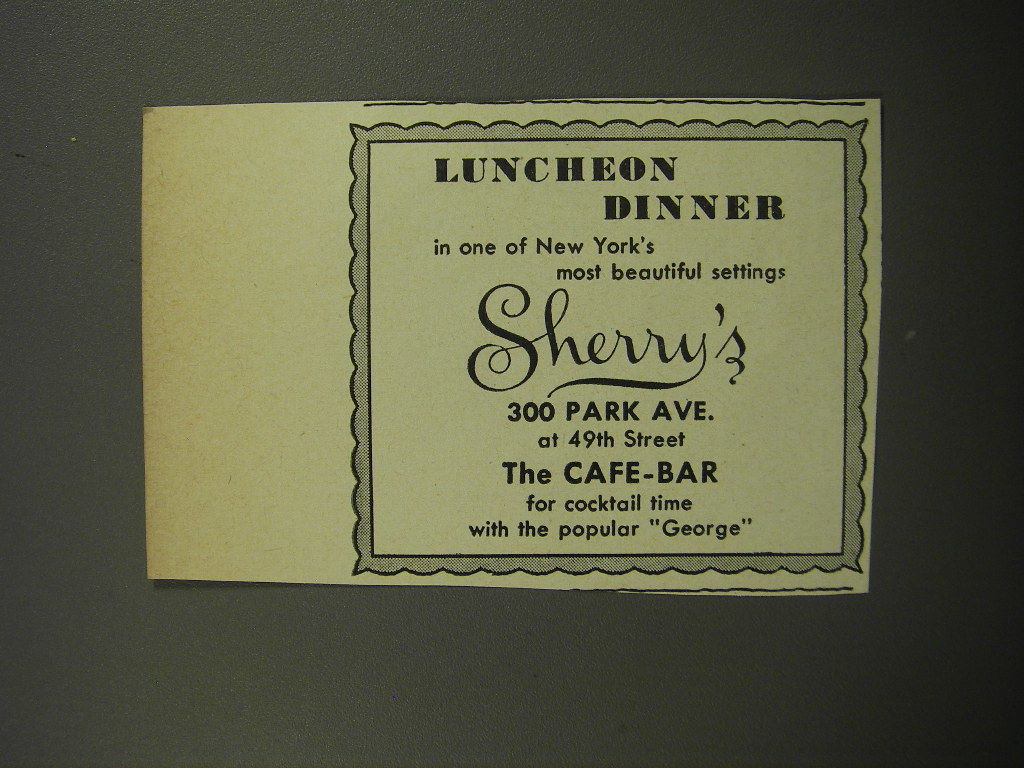 LUNCHEON
DINNER
in one of New York's
most beautiful settings
Sherry's
300 PARK AVE.
at 49th Street
The CAFE-BAR
for cocktail time
with the popular "George"